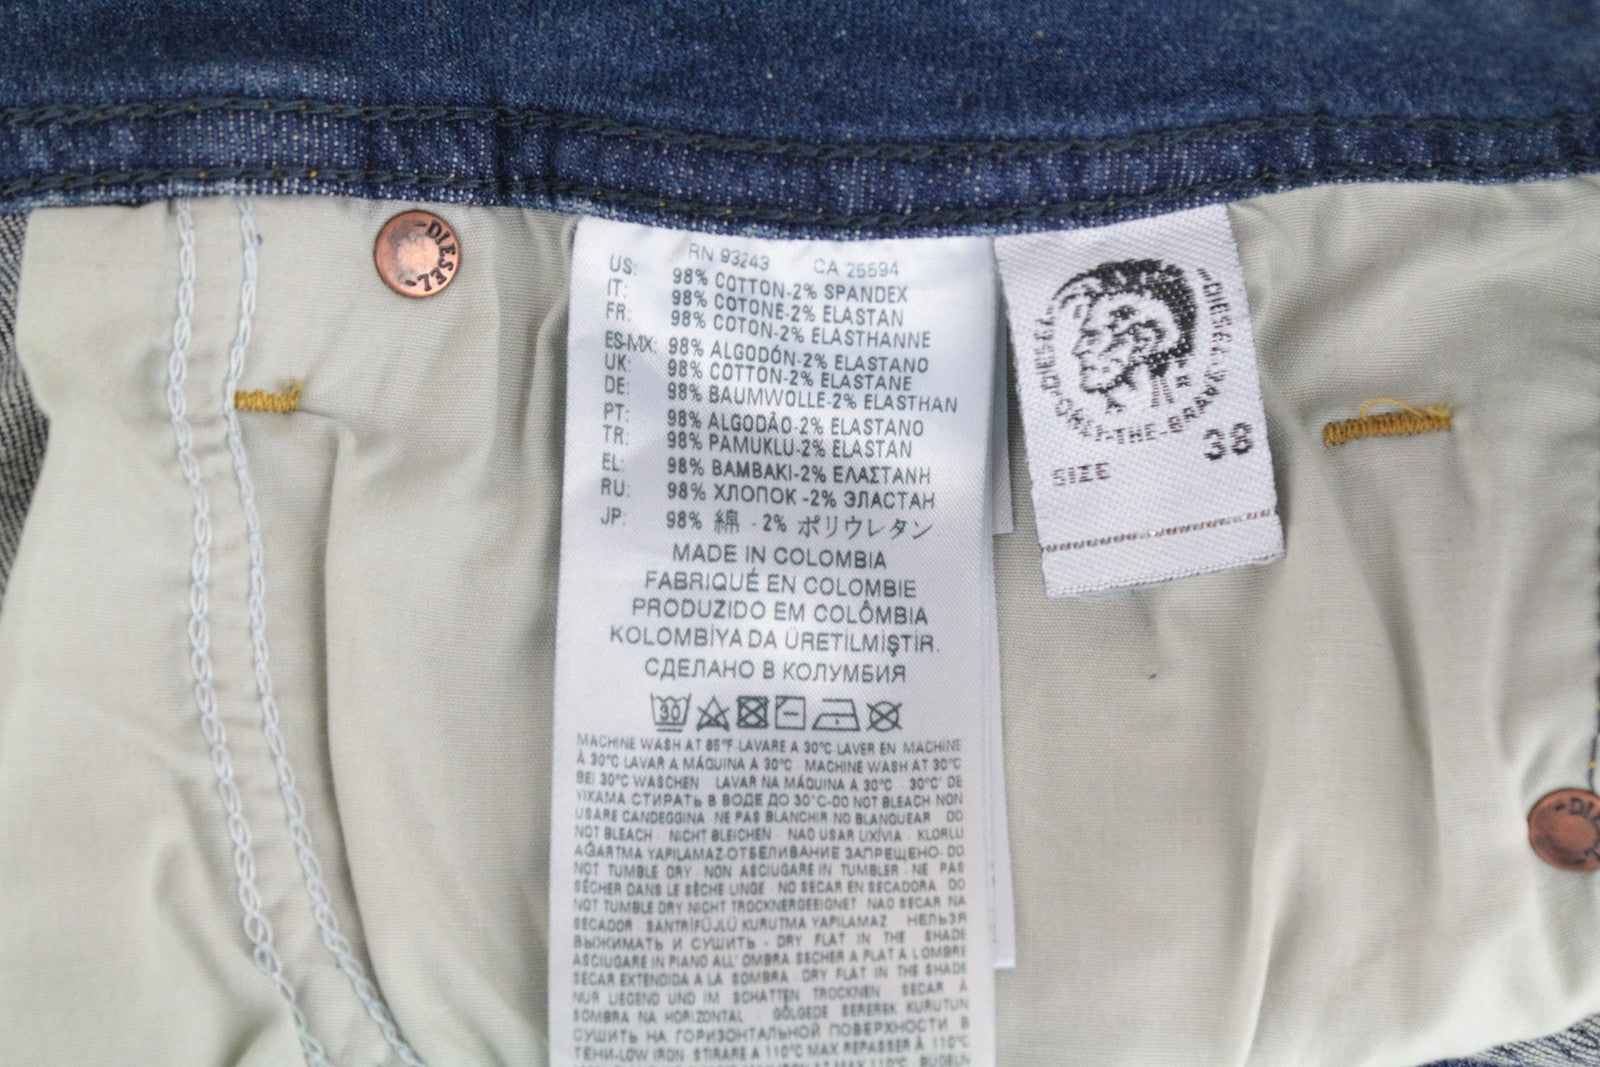 RN 93243 CA 25594
US: 98% COTTON-2% SPANDEX
IT: 98% COTONE-2% ELASTAN
FR: 98% COTON-2% ELASTHANNE
ES-MX: 98% ALGODÓN-2% ELASTANO
UK: 98% COTTON-2% ELASTANE
DE: 98% BAUMWOLLE-2% ELASTHAN
PT: 98% ALGODÃO-2% ELASTANO
TR: 98% PAMUKLU-2% ELASTAN
EL: 98% BAMBAKI-2% ΕΛΑΣΤΑΝΗ
RU: 98% ХЛОПОК -2% ЭЛАСТАН
JP: 98% 綿 - 2% ポリウレタン
MADE IN COLOMBIA
FABRIQUÉ EN COLOMBIE
PRODUZIDO EM COLÔMBIA
KOLOMBİYA DA ÜRETİLMİŞTİR.
СДЕЛАНО В КОЛУМБИЯ
30
MACHINE WASH AT 86°F-LAVARE A 30°C LAVER EN MACHINE
À 30°C LAVAR A MÁQUINA A 30°C MACHINE WASH AT 30°C
BEI 30°C WASCHEN LAVAR NA MÁQUINA A 30°C 30°C' DE
YIKAMA СТИРАТЬ В ВОДЕ ДО 30°C-DO NOT BLEACH-NON
USARE CANDEGGINA NE PAS BLANCHIR NO BLANQUEAR DO
NOT BLEACH NICHT BLEICHEN NAO USAR LIXÍVIA KLORLU
AĞARTMA YAPILAMAZ-ОТБЕЛИВАНИЕ ЗАПРЕЩЕНО- DO
NOT TUMBLE DRY NON ASCIUGARE IN TUMBLER NE PAS
SÉCHER DANS LE SÈCHE LINGE NO SECAR EN SECADORA DO
NOT TUMBLE DRY NICHT TROCKNERGEEIGNET NAO SECAR NA
SECADOR SANTRİFÜJLÜ KURUTMA YAPILAMAZ НЕЛЬЗЯ
ВЫЖИМАТЬ И СУШИТЬ - DRY FLAT IN THE SHADE
ASCIUGARE IN PIANO ALL' OMBRA SECHER A PLAT A L OMBRE
SECAR EXTENDIDA A LA SOMBRA DRY FLAT IN THE SHADE
NUR LIEGEND UND IM SCHATTEN TROCKNEN SECAR À
SOMBRA NA HORIZONTAL GÖLGEDE SEREREK KURUTUN
СУШИТЬ НА ГОРИЗОНТАЛЬНОЙ ПОВЕРХНОСТИ В
ТЕНИ-LOW IRON STIRARE A 110°C MAX REPASSER À 110°C
-DIESEL-
SIZE 38
-DIESEL-